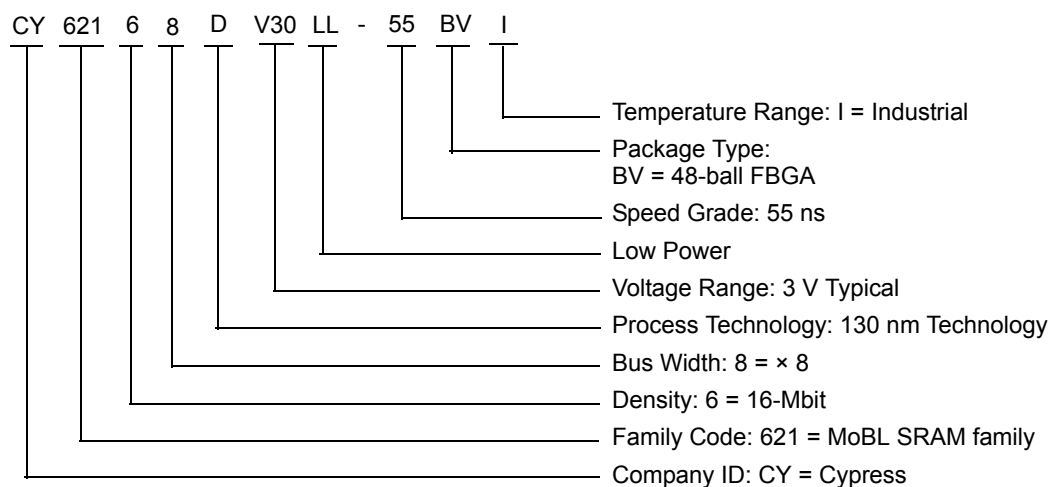 CY 621 6 8 D V30 LL - 55 BV I
Temperature Range: I = Industrial
Package Type:
BV = 48-ball FBGA
Speed Grade: 55 ns
Low Power
Voltage Range: 3 V Typical
Process Technology: 130 nm Technology
Bus Width: 8 = × 8
Density: 6 = 16-Mbit
Family Code: 621 = MoBL SRAM family
Company ID: CY = Cypress